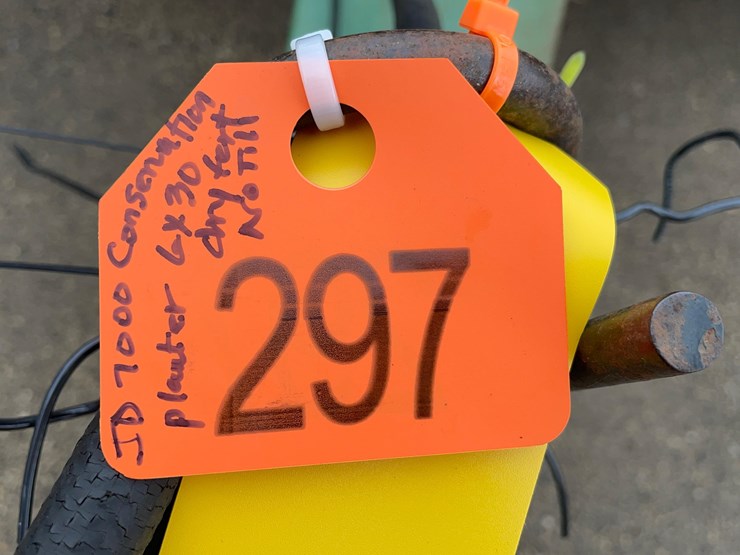 JD 7000 Conservation
planter 6x30
dry fert
No Till
297